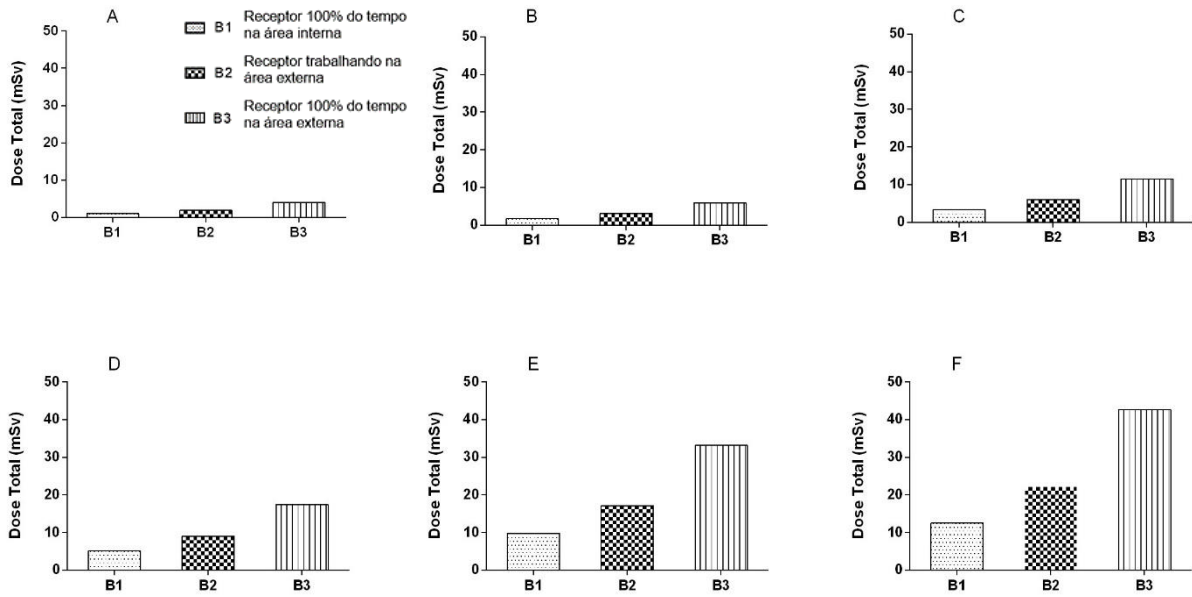 A
Dose Total (mSv)
50
40
30
20
10
0
B1
B2
B3
B1 Receptor 100% do tempo
na área interna
B2 Receptor trabalhando na
área externa
B3 Receptor 100% do tempo
na área externa
B
Dose Total (mSv)
50
40
30
20
10
0
B1
B2
B3
C
Dose Total (mSv)
50
40
30
20
10
0
B1
B2
B3
D
Dose Total (mSv)
50
40
30
20
10
0
B1
B2
B3
E
Dose Total (mSv)
50
40
30
20
10
0
B1
B2
B3
F
Dose Total (mSv)
50
40
30
20
10
0
B1
B2
B3